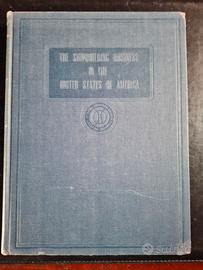 THE SHIPBUILDING BUSINESS
IN THE
UNITED STATES OF AMERICA